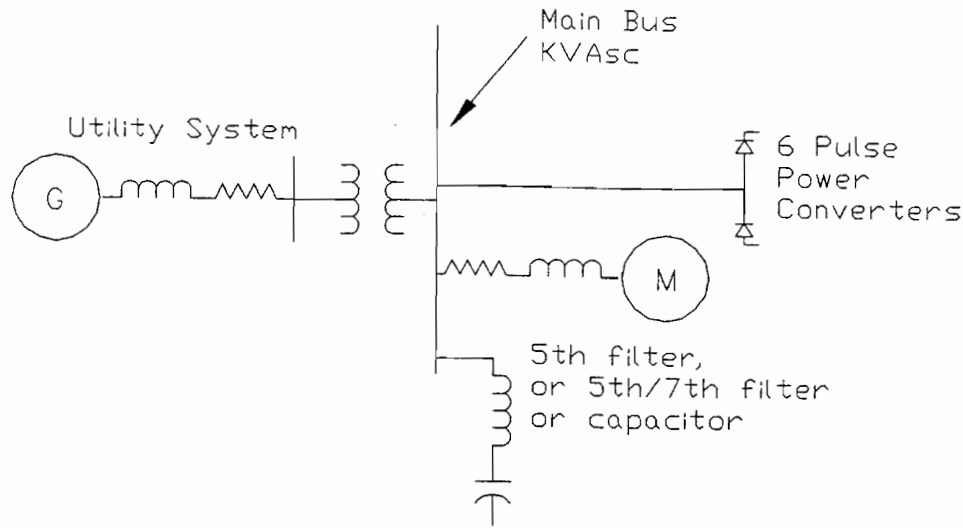 Main Bus
KVAsc
Utility System
G
6 Pulse
Power
Converters
M
5th filter,
or 5th/7th filter
or capacitor